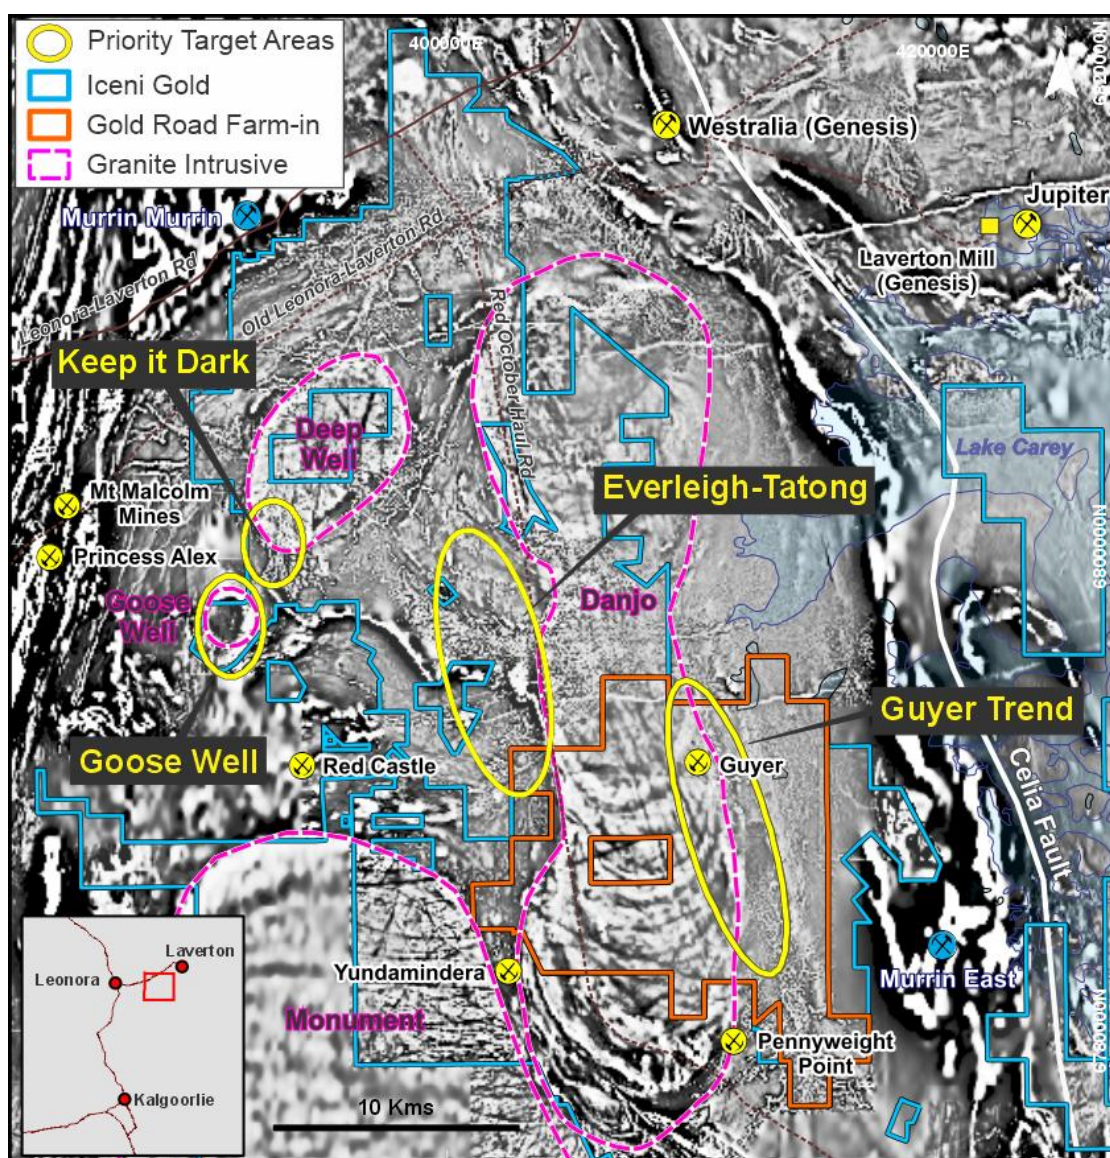 Priority Target Areas
Iceni Gold
Gold Road Farm-in
Granite Intrusive
400000E
420000E
6820000N
Westralia (Genesis)
Jupiter
Murrin Murrin
Laverton Mill
(Genesis)
Leonora-Laverton Rd
Old Leonora-Laverton Rd
Red October Haul Rd
Keep it Dark
Deep
Well
Lake Carey
Everleigh-Tatong
Mt Malcolm
Mines
Princess Alex
6800000N
Goose
Well
Danjo
Guyer Trend
Goose Well
Red Castle
Guyer
Celia Fault
Yundamindera
Murrin East
Monument
Pennyweight
Point
6780000N
10 Kms
Laverton
Leonora
Kalgoorlie